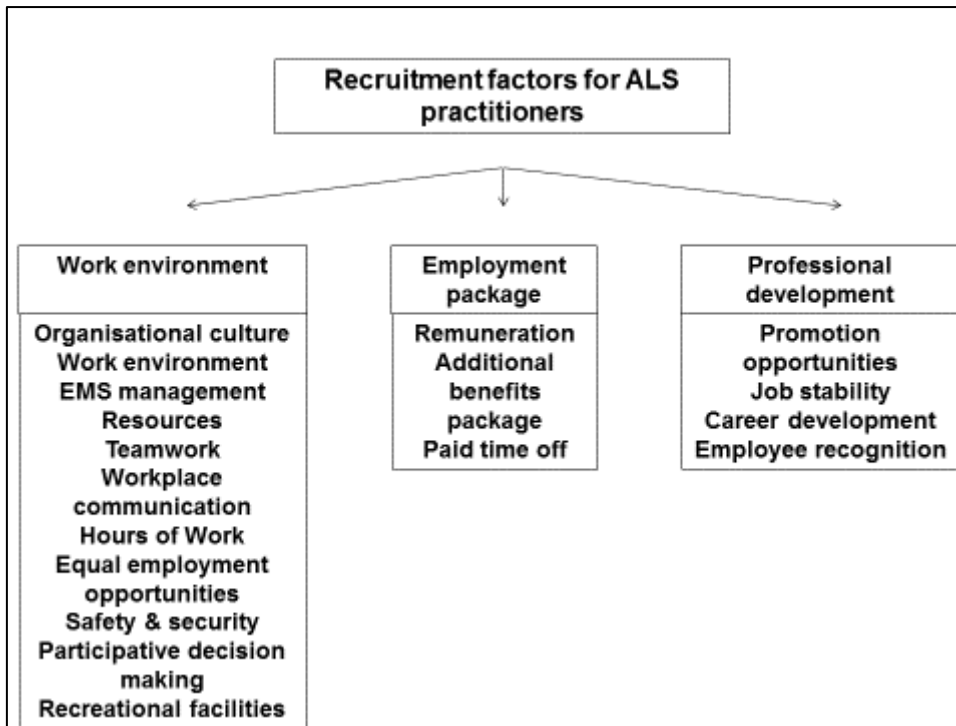 Recruitment factors for ALS
practitioners
Work environment
Organisational culture
Work environment
EMS management
Resources
Teamwork
Workplace
communication
Hours of Work
Equal employment
opportunities
Safety & security
Participative decision
making
Recreational facilities
Employment
package
Remuneration
Additional
benefits
package
Paid time off
Professional
development
Promotion
opportunities
Job stability
Career development
Employee recognition